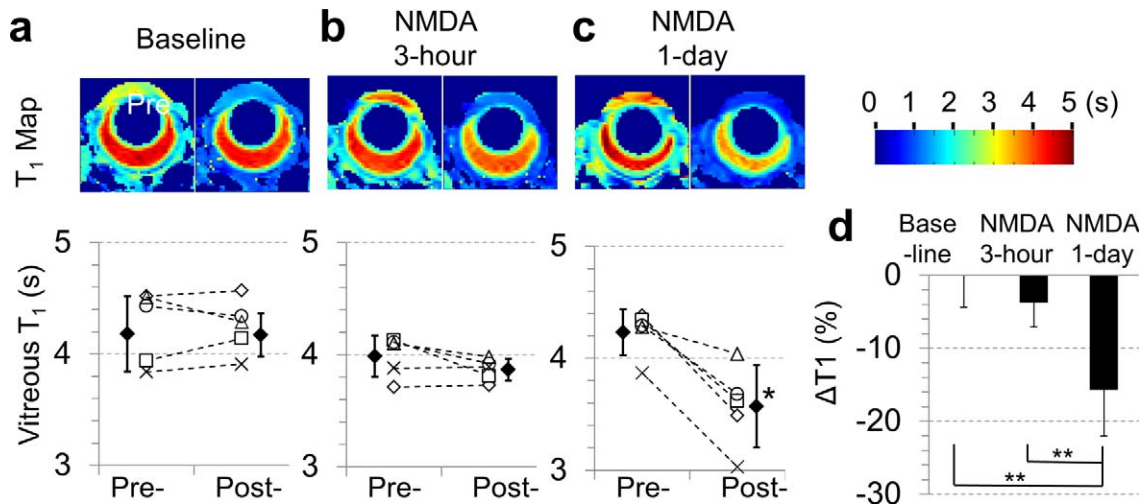 a
Baseline
b
NMDA
3-hour
c
NMDA
1-day
T1 Map
Pre
0 1 2 3 4 5 (s)
Vitreous T1 (s)
5
4
3
Pre- Post-
5
4
3
Pre- Post-
5
4
3
Pre- Post-
*
d
Base
-line
NMDA
3-hour
NMDA
1-day
ΔT1 (%)
0
-10
-20
-30
**
**